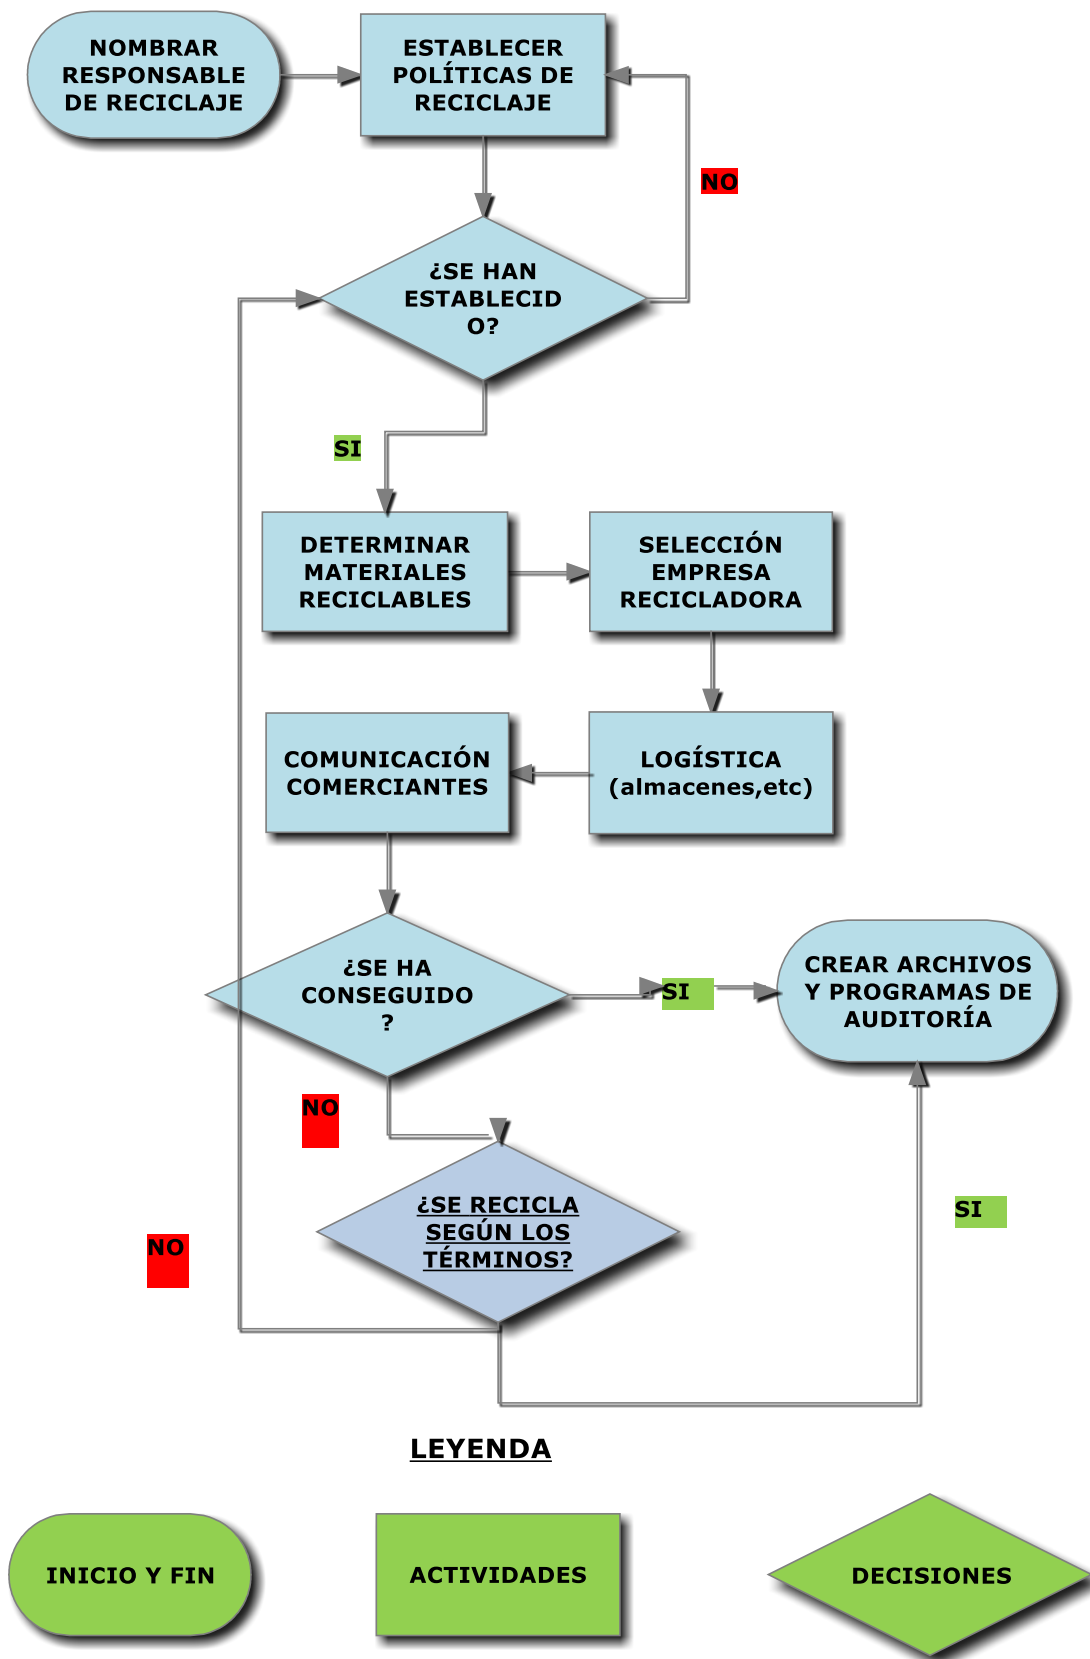 NOMBRAR
RESPONSABLE
DE RECICLAJE
ESTABLECER
POLÍTICAS DE
RECICLAJE
NO
¿SE HAN
ESTABLECID
O?
SI
DETERMINAR
MATERIALES
RECICLABLES
SELECCIÓN
EMPRESA
RECICLADORA
COMUNICACIÓN
COMERCIANTES
LOGÍSTICA
(almacenes,etc)
¿SE HA
CONSEGUIDO
?
SI
CREAR ARCHIVOS
Y PROGRAMAS DE
AUDITORÍA
NO
¿SE RECICLA
SEGÚN LOS
TÉRMINOS?
SI
NO
LEYENDA
INICIO Y FIN
ACTIVIDADES
DECISIONES